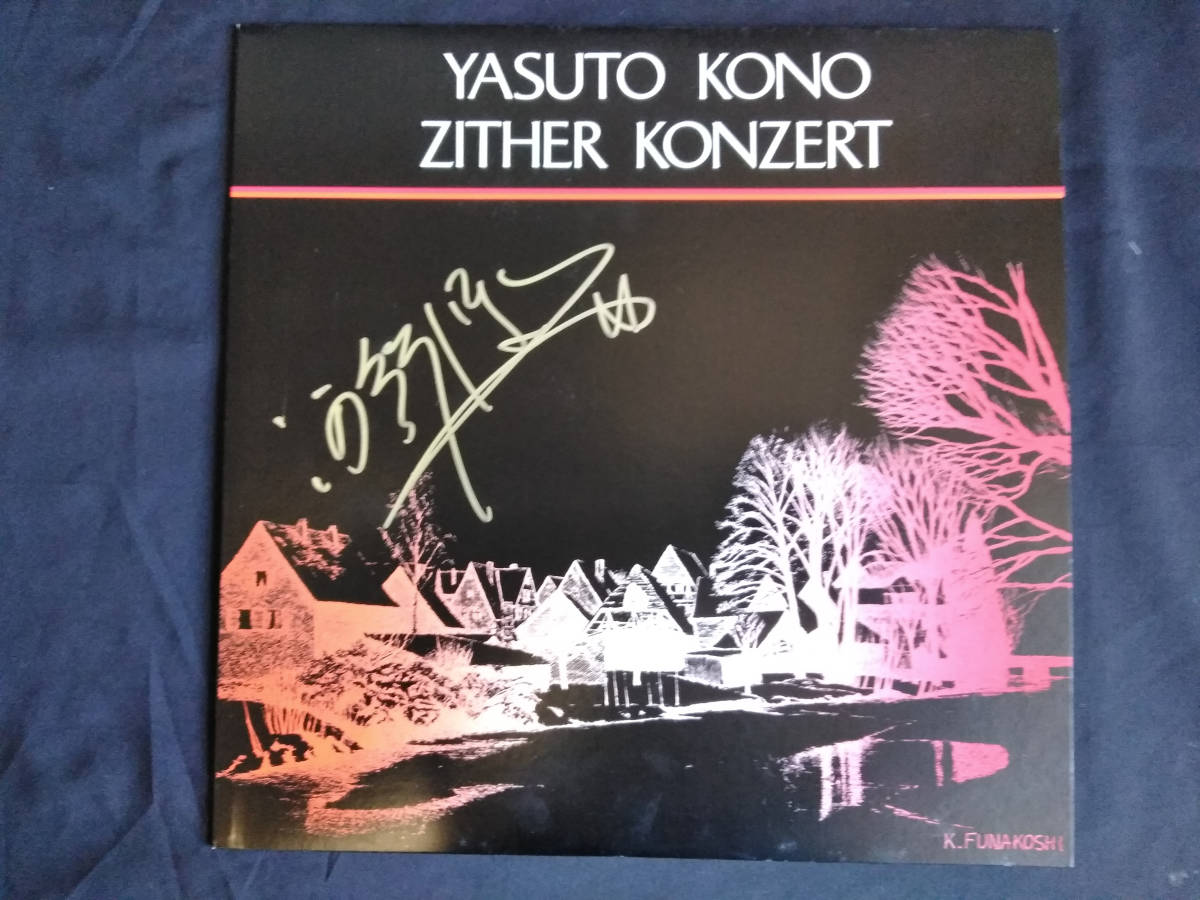 YASUTO KONO
ZITHER KONZERT
K.FUNAKOSHI